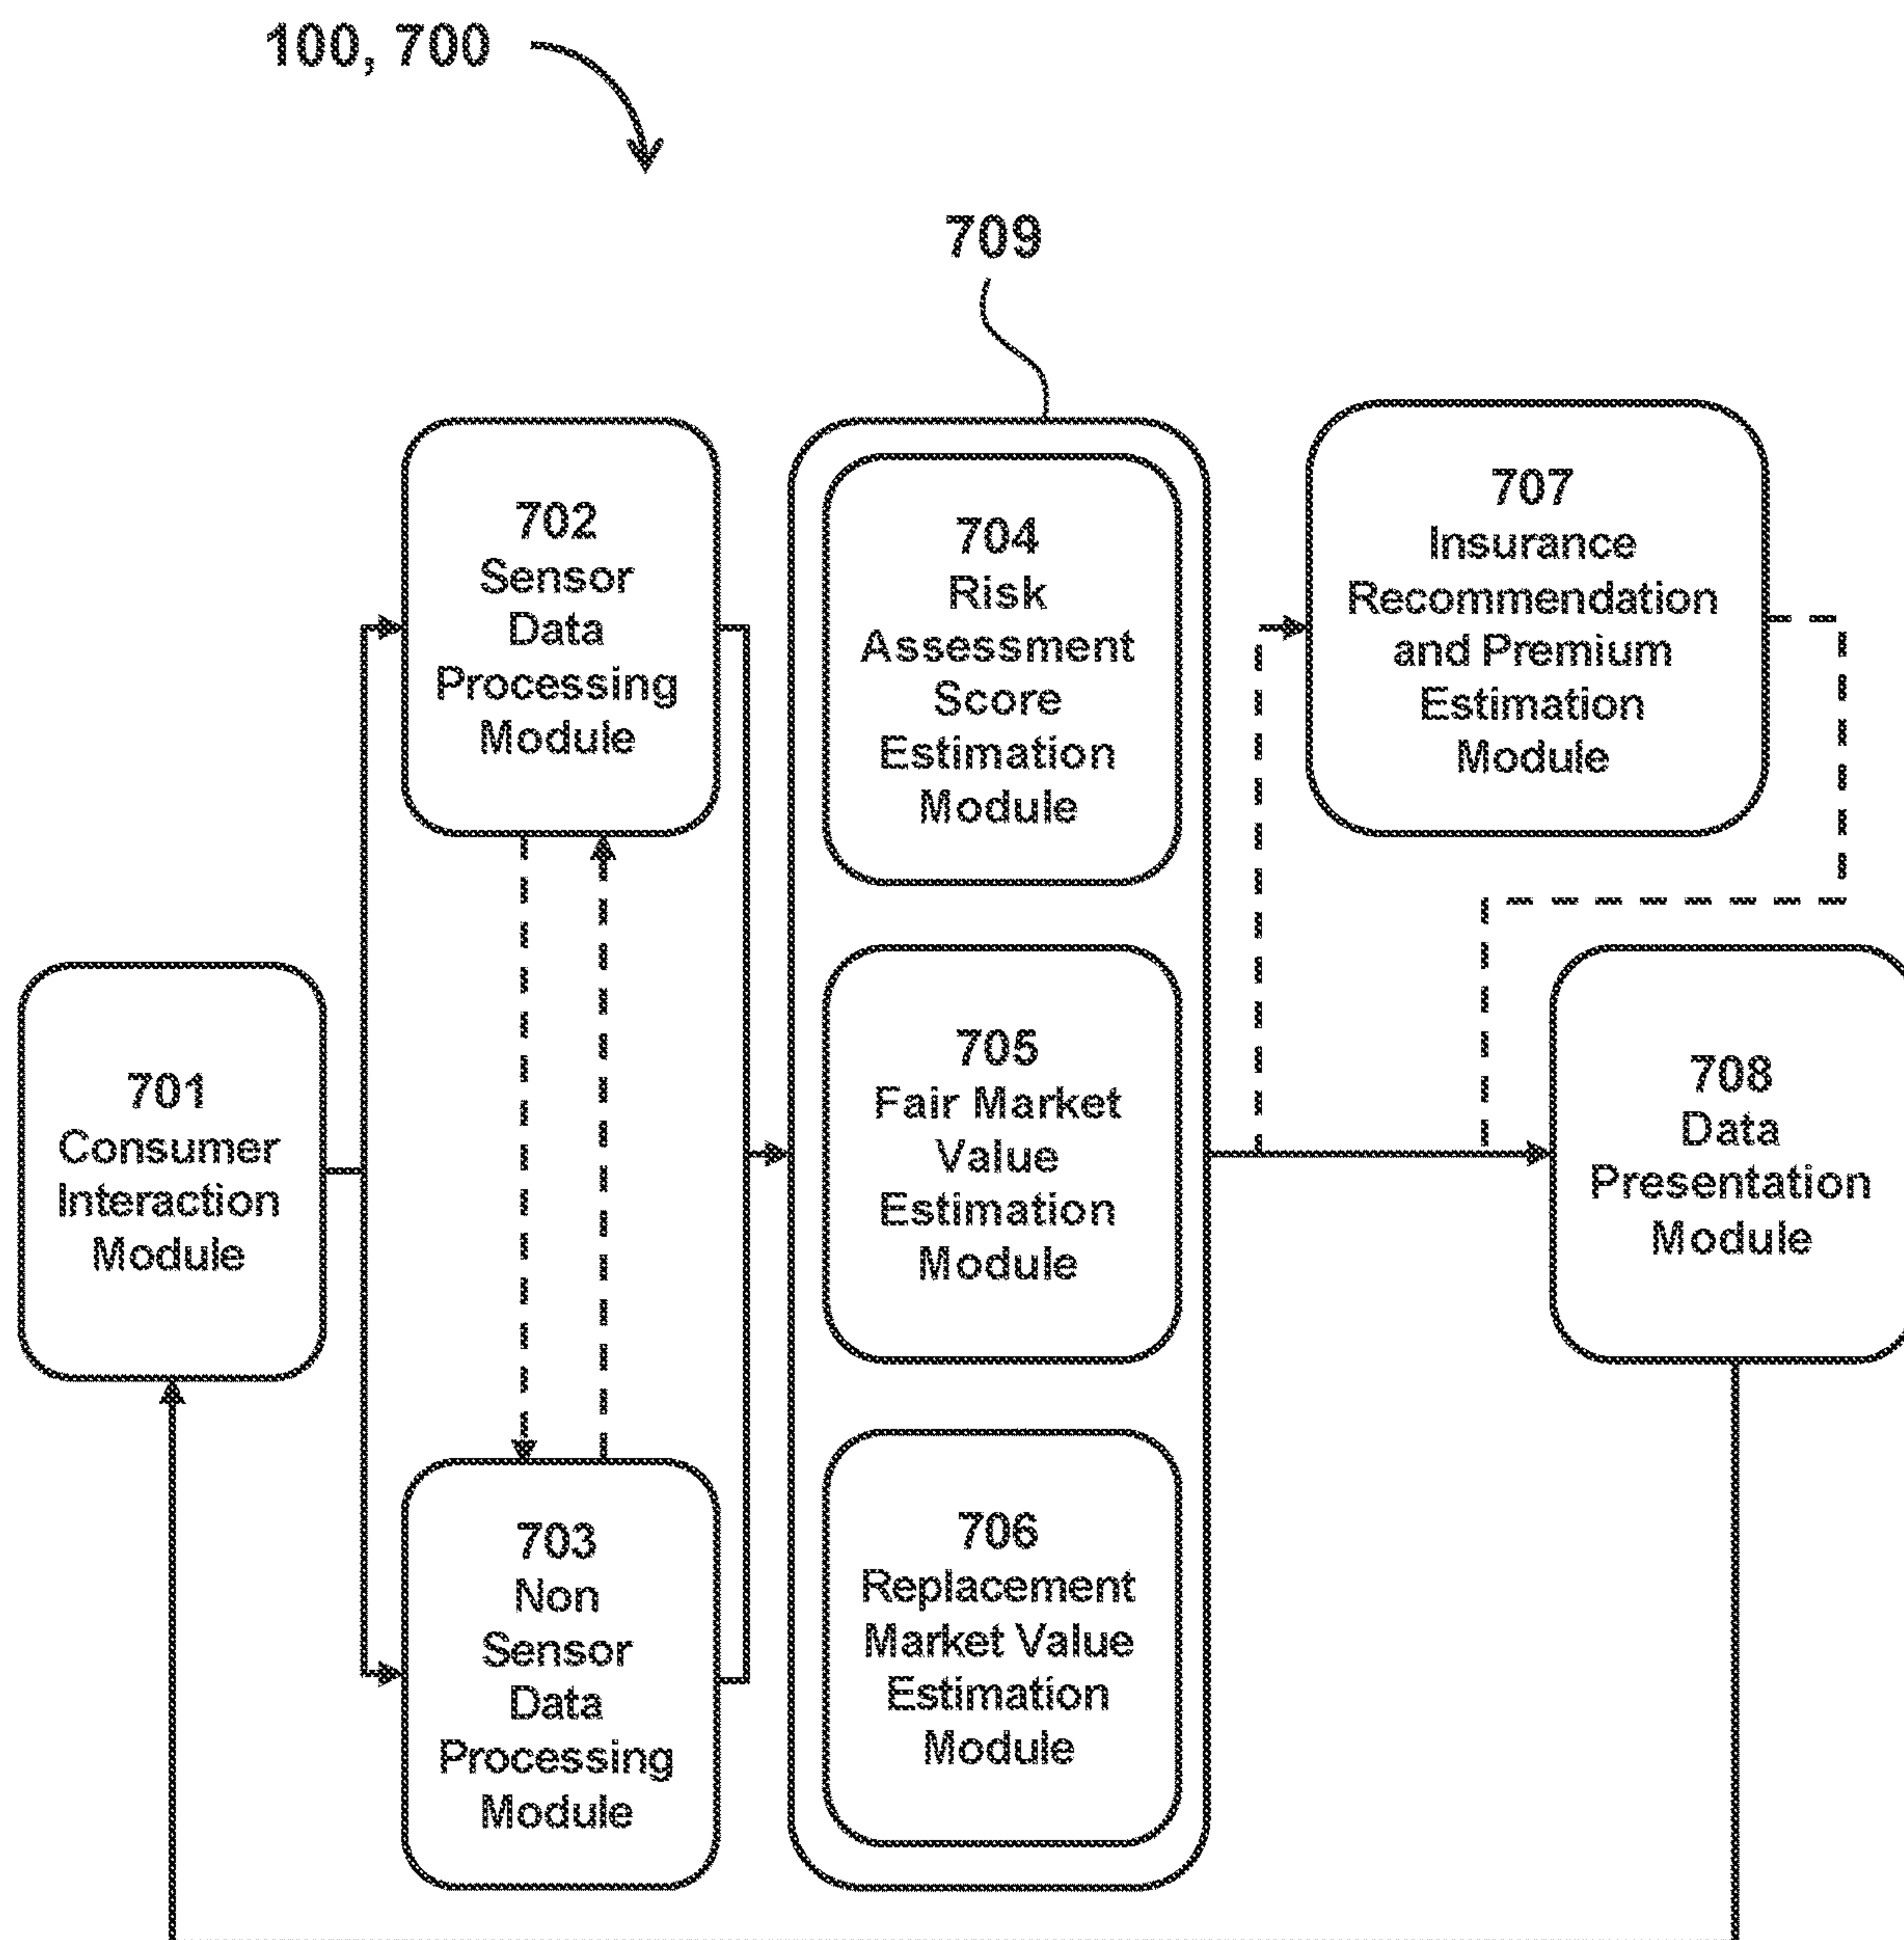 100, 700
709
702
Sensor
Data
Processing
Module
704
Risk
Assessment
Score
Estimation
Module
707
Insurance
Recommendation
and Premium
Estimation
Module
701
Consumer
Interaction
Module
705
Fair Market
Value
Estimation
Module
708
Data
Presentation
Module
703
Non
Sensor
Data
Processing
Module
706
Replacement
Market Value
Estimation
Module